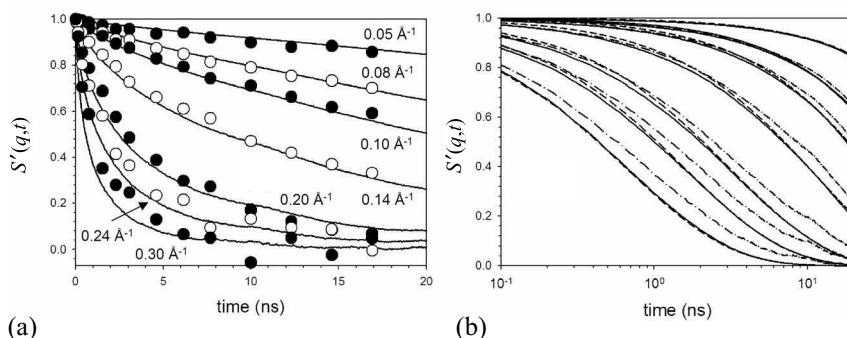 S′(q,t)
1.0
0.8
0.6
0.4
0.2
0.0
0.05 Å⁻¹
0.08 Å⁻¹
0.10 Å⁻¹
0.14 Å⁻¹
0.20 Å⁻¹
0.24 Å⁻¹
0.30 Å⁻¹
0 5 10 15 20
time (ns)
(a)
S′(q,t)
1.0
0.8
0.6
0.4
0.2
0.0
10⁻¹ 10⁰ 10¹
time (ns)
(b)